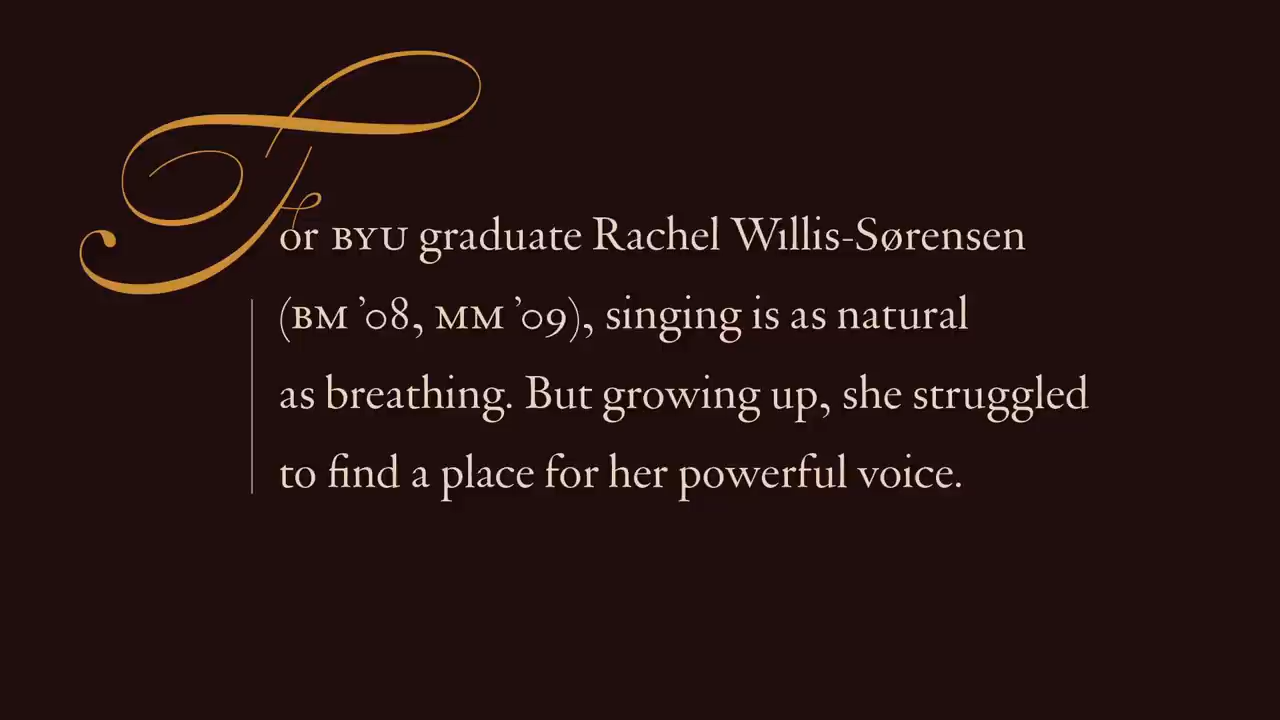 For BYU graduate Rachel Willis-Sørensen
(BM ’08, MM ’09), singing is as natural
as breathing. But growing up, she struggled
to find a place for her powerful voice.